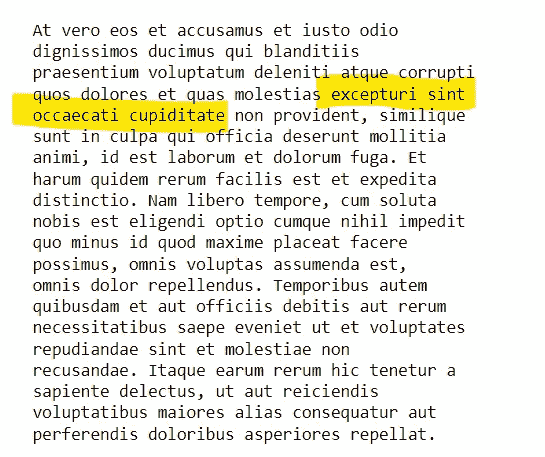 At vero eos et accusamus et iusto odio
dignissimos ducimus qui blanditiis
praesentium voluptatum deleniti atque corrupti
quos dolores et quas molestias excepturi sint
occaecati cupiditate non provident, similique
sunt in culpa qui officia deserunt mollitia
animi, id est laborum et dolorum fuga. Et
harum quidem rerum facilis est et expedita
distinctio. Nam libero tempore, cum soluta
nobis est eligendi optio cumque nihil impedit
quo minus id quod maxime placeat facere
possimus, omnis voluptas assumenda est,
omnis dolor repellendus. Temporibus autem
quibusdam et aut officiis debitis aut rerum
necessitatibus saepe eveniet ut et voluptates
repudiandae sint et molestiae non
recusandae. Itaque earum rerum hic tenetur a
sapiente delectus, ut aut reiciendis
voluptatibus maiores alias consequatur aut
perferendis doloribus asperiores repellat.